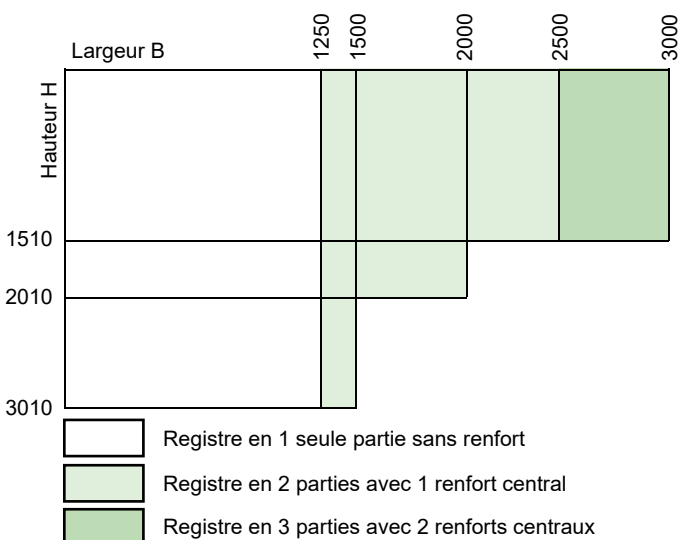 Largeur B
1250
1500
2000
2500
3000
Hauteur H
1510
2010
3010
Registre en 1 seule partie sans renfort
Registre en 2 parties avec 1 renfort central
Registre en 3 parties avec 2 renforts centraux